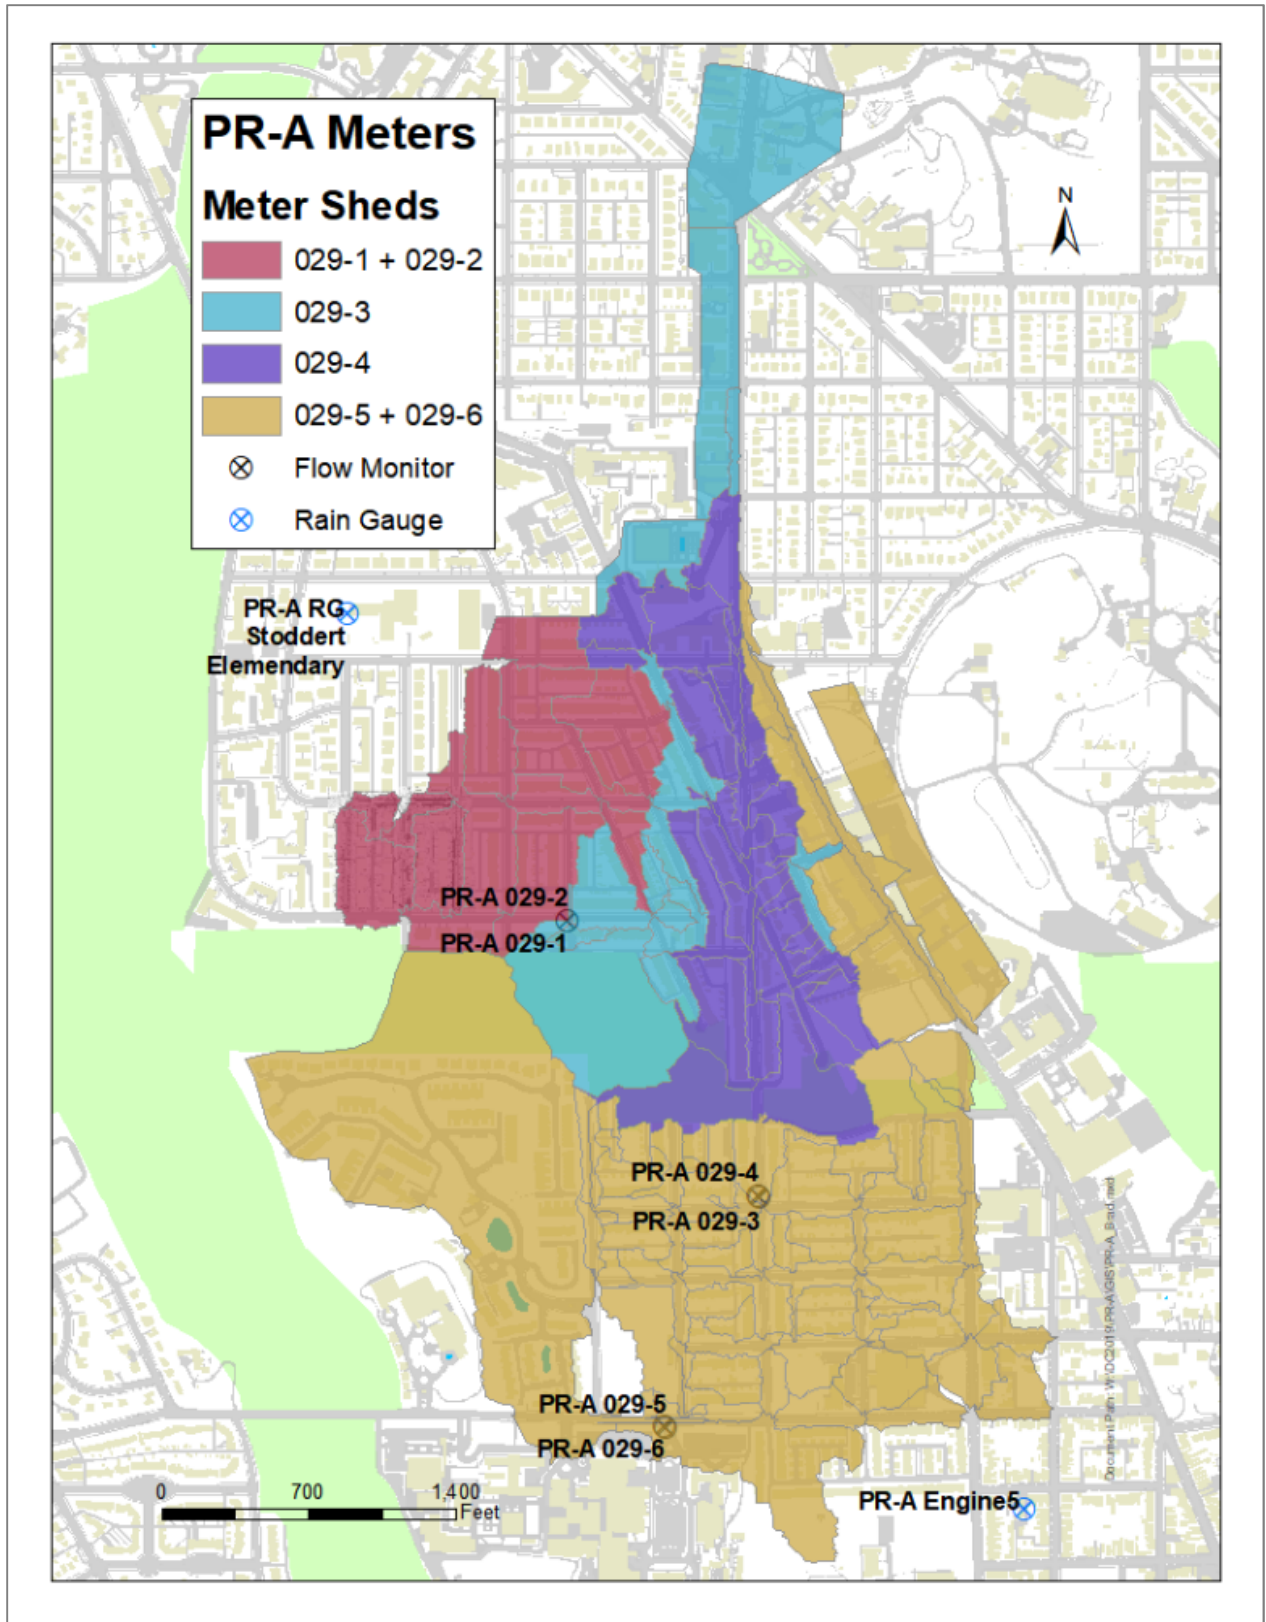 PR-A Meters
Meter Sheds
029-1 + 029-2
029-3
029-4
029-5 + 029-6
Flow Monitor
Rain Gauge
N
PR-A RG
Stoddert
Elemendary
PR-A 029-2
PR-A 029-1
PR-A 029-4
PR-A 029-3
PR-A 029-5
PR-A 029-6
PR-A Engine5
0 700 1,400
Feet
Document Path: